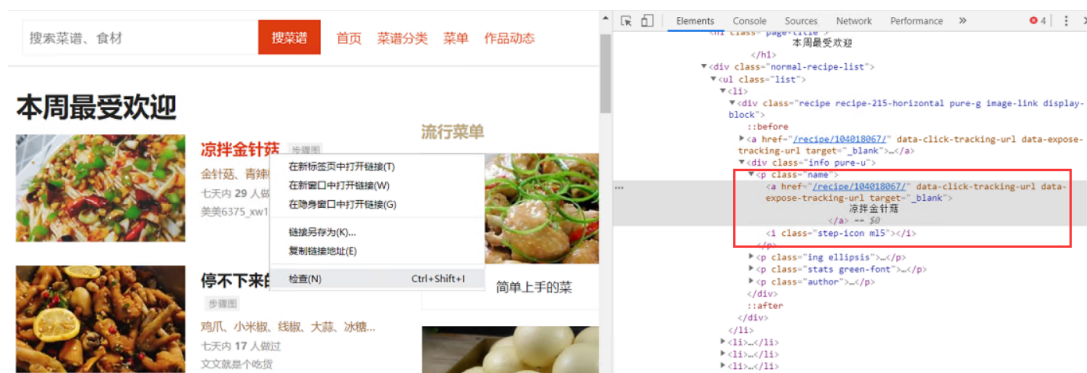 搜索菜谱、食材
搜菜谱
首页 菜谱分类 菜单 作品动态
本周最受欢迎
流行菜单
凉拌金针菇 步骤图
金针菇、青辣
七天内 29 人做
美美6375_xw1
在新标签页中打开链接(T)
在新窗口中打开链接(W)
在隐身窗口中打开链接(G)
链接另存为(K)...
复制链接地址(E)
检查(N) Ctrl+Shift+I
停不下来的
步骤图
鸡爪、小米椒、线椒、大蒜、冰糖...
七天内 17 人做过
文文就是个吃货
简单上手的菜
Elements Console Sources Network Performance » 4
<h1 class="page-title">
本周最受欢迎
</h1>
▼<div class="normal-recipe-list">
▼<ul class="list">
▼<li>
▼<div class="recipe recipe-215-horizontal pure-g image-link display-
block">
::before
▶<a href="/recipe/104018067/" data-click-tracking-url data-expose-
tracking-url target="_blank">…</a>
▼<div class="info pure-u">
▼<p class="name">
<a href="/recipe/104018067/" data-click-tracking-url data-
expose-tracking-url target="_blank">
凉拌金针菇
</a> == $0
<i class="step-icon ml5"></i>
</p>
▶<p class="ing ellipsis">…</p>
▶<p class="stats green-font">…</p>
▶<p class="author">…</p>
</div>
::after
</div>
</li>
▶<li>…</li>
▶<li>…</li>
▶<li>…</li>